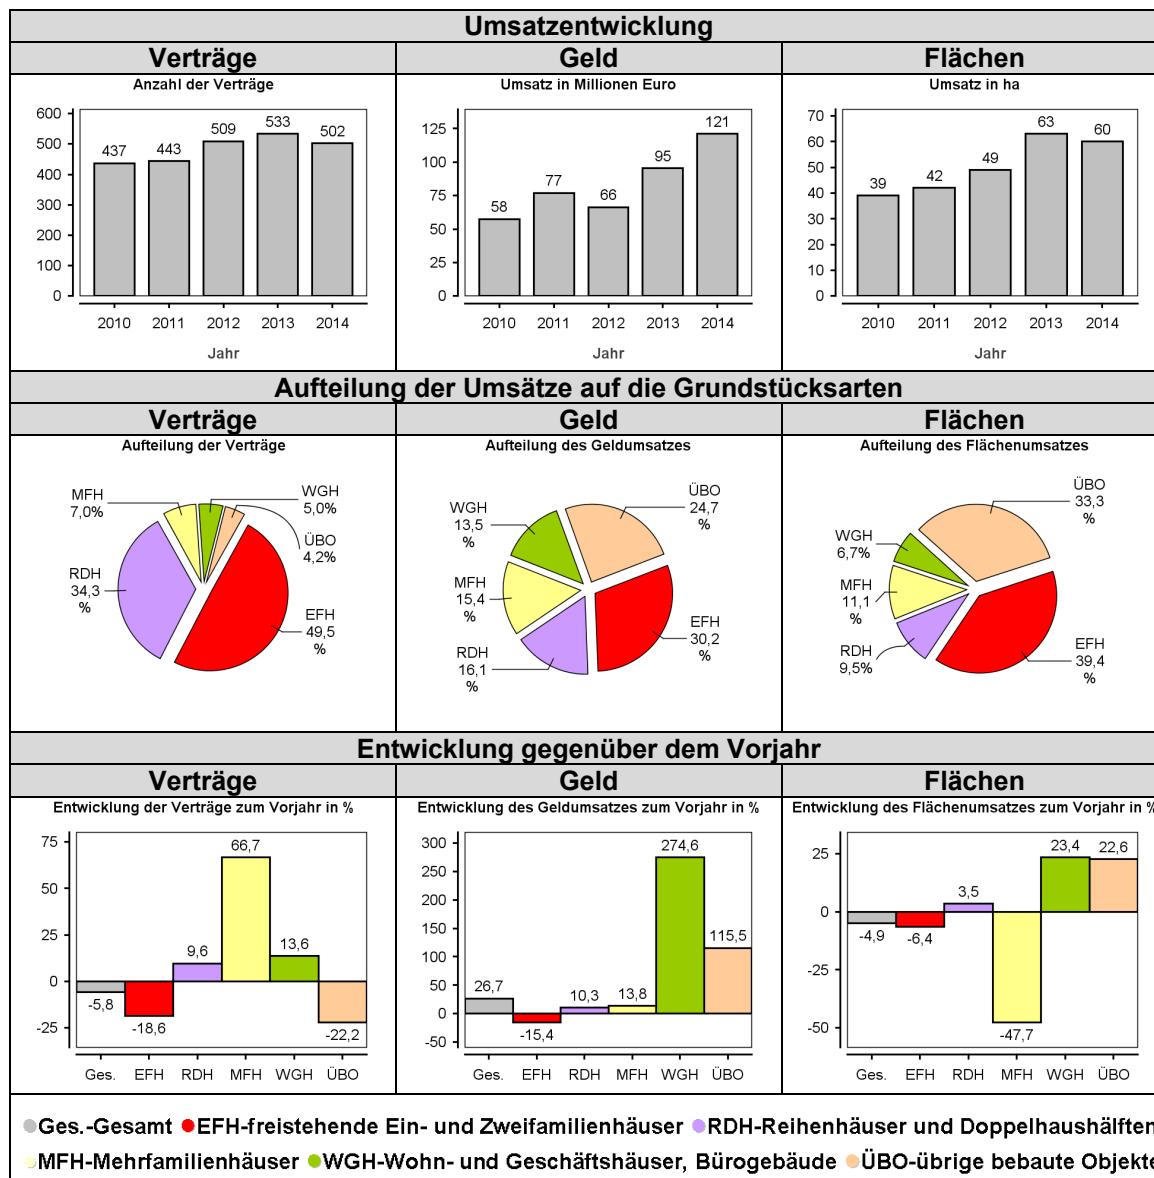 Umsatzentwicklung
Verträge
Geld
Flächen
Anzahl der Verträge
600
500
400
300
200
100
0
437
443
509
533
502
2010
2011
2012
2013
2014
Jahr
Umsatz in Millionen Euro
125
100
75
50
25
0
58
77
66
95
121
2010
2011
2012
2013
2014
Jahr
Umsatz in ha
70
60
50
40
30
20
10
0
39
42
49
63
60
2010
2011
2012
2013
2014
Jahr
Aufteilung der Umsätze auf die Grundstücksarten
Verträge
Geld
Flächen
Aufteilung der Verträge
MFH
7,0%
WGH
5,0%
ÜBO
4,2%
RDH
34,3
%
EFH
49,5
%
Aufteilung des Geldumsatzes
WGH
13,5
%
ÜBO
24,7
%
MFH
15,4
%
RDH
16,1
%
EFH
30,2
%
Aufteilung des Flächenumsatzes
ÜBO
33,3
%
WGH
6,7%
MFH
11,1
%
RDH
9,5%
EFH
39,4
%
Entwicklung gegenüber dem Vorjahr
Verträge
Geld
Flächen
Entwicklung der Verträge zum Vorjahr in %
75
50
25
0
-25
-5,8
-18,6
9,6
66,7
13,6
-22,2
Ges.
EFH
RDH
MFH
WGH
ÜBO
Entwicklung des Geldumsatzes zum Vorjahr in %
300
250
200
150
100
50
0
-50
26,7
-15,4
10,3
13,8
274,6
115,5
Ges.
EFH
RDH
MFH
WGH
ÜBO
Entwicklung des Flächenumsatzes zum Vorjahr in %
25
0
-25
-50
-4,9
-6,4
3,5
-47,7
23,4
22,6
Ges.
EFH
RDH
MFH
WGH
ÜBO
Ges.-Gesamt EFH-freistehende Ein- und Zweifamilienhäuser RDH-Reihenhäuser und Doppelhaushälften
MFH-Mehrfamilienhäuser WGH-Wohn- und Geschäftshäuser, Bürogebäude ÜBO-übrige bebaute Objekte